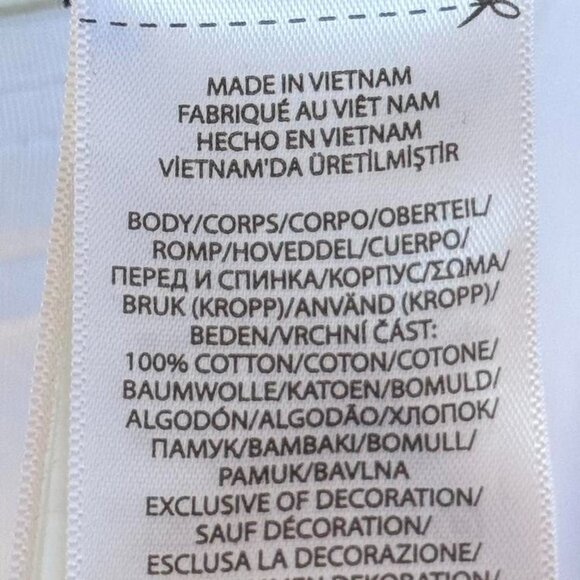 MADE IN VIETNAM
FABRIQUÉ AU VIÊT NAM
HECHO EN VIETNAM
VİETNAM'DA ÜRETİLMİŞTİR
BODY/CORPS/CORPO/OBERTEIL/
ROMP/HOVEDDEL/CUERPO/
ПЕРЕД И СПИНКА/КОРПУС/ΣΩΜΑ/
BRUK (KROPP)/ANVÄND (KROPP)/
BEDEN/VRCHNÍ ČÁST:
100% COTTON/COTON/COTONE/
BAUMWOLLE/KATOEN/BOMULD/
ALGODÓN/ALGODÃO/ХЛОПОК/
ПАМУК/BAMBAKI/BOMULL/
PAMUK/BAVLNA
EXCLUSIVE OF DECORATION/
SAUF DÉCORATION/
ESCLUSA LA DECORAZIONE/